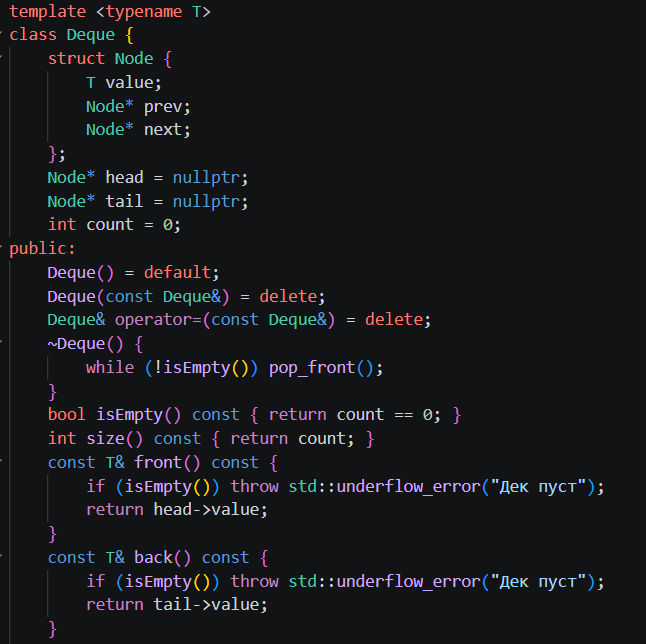 template <typename T>
class Deque {
    struct Node {
        T value;
        Node* prev;
        Node* next;
    };
    Node* head = nullptr;
    Node* tail = nullptr;
    int count = 0;
public:
    Deque() = default;
    Deque(const Deque&) = delete;
    Deque& operator=(const Deque&) = delete;
    ~Deque() {
        while (!isEmpty()) pop_front();
    }
    bool isEmpty() const { return count == 0; }
    int size() const { return count; }
    const T& front() const {
        if (isEmpty()) throw std::underflow_error("Дек пуст");
        return head->value;
    }
    const T& back() const {
        if (isEmpty()) throw std::underflow_error("Дек пуст");
        return tail->value;
    }